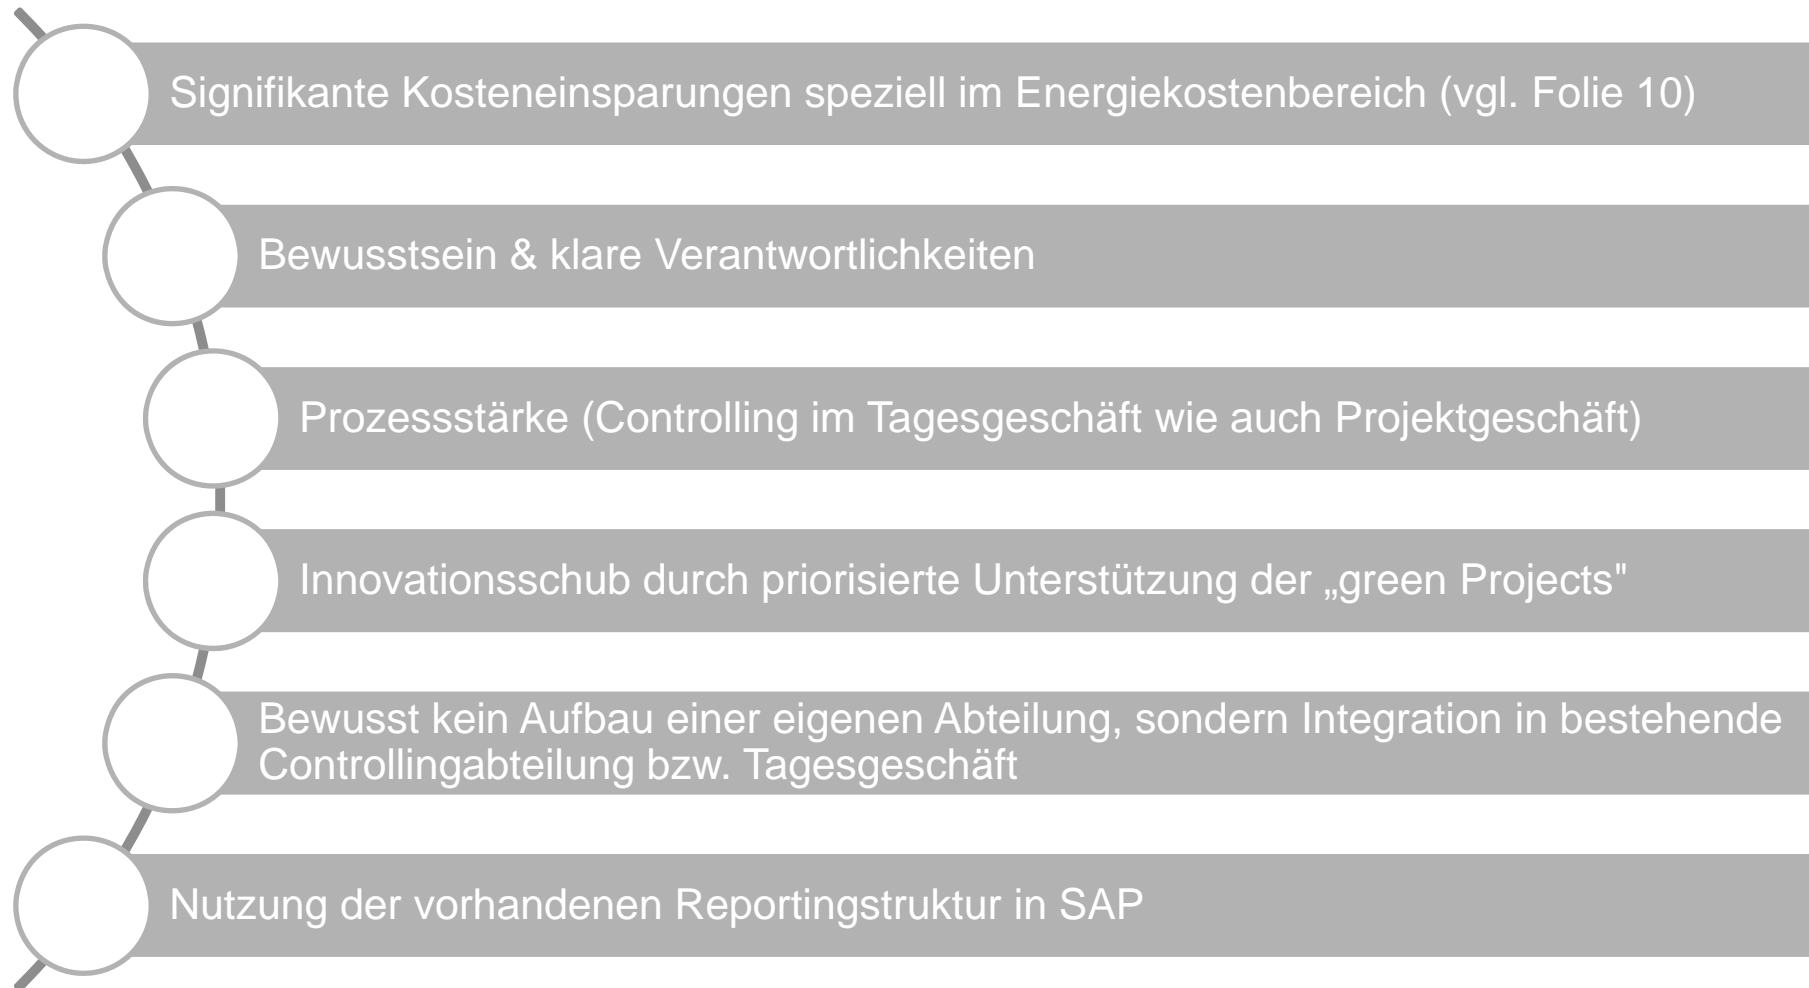 Signifikante Kosteneinsparungen speziell im Energiekostenbereich (vgl. Folie 10)
Bewusstsein & klare Verantwortlichkeiten
Prozessstärke (Controlling im Tagesgeschäft wie auch Projektgeschäft)
Innovationsschub durch priorisierte Unterstützung der „green Projects"
Bewusst kein Aufbau einer eigenen Abteilung, sondern Integration in bestehende
Controllingabteilung bzw. Tagesgeschäft
Nutzung der vorhandenen Reportingstruktur in SAP